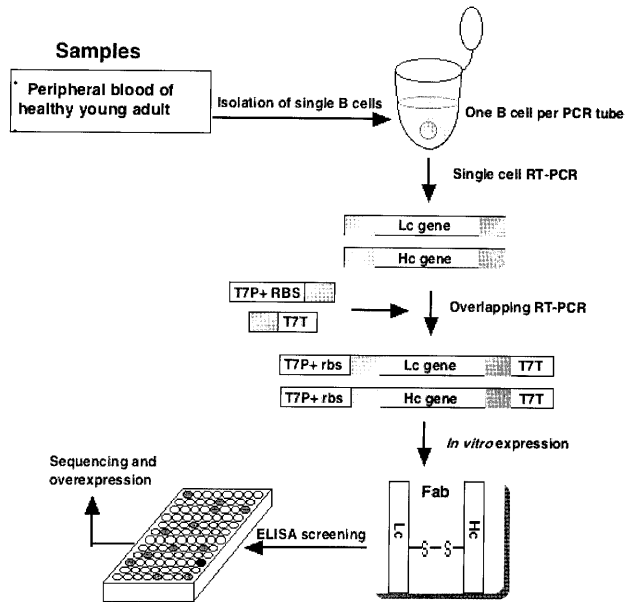 Samples
Peripheral blood of
healthy young adult
Isolation of single B cells
One B cell per PCR tube
Single cell RT-PCR
Lc gene
Hc gene
T7P+ RBS
T7T
Overlapping RT-PCR
T7P+ rbs Lc gene T7T
T7P+ rbs Hc gene T7T
In vitro expression
Sequencing and
overexpression
Fab
Lc
S S
Hc
ELISA screening